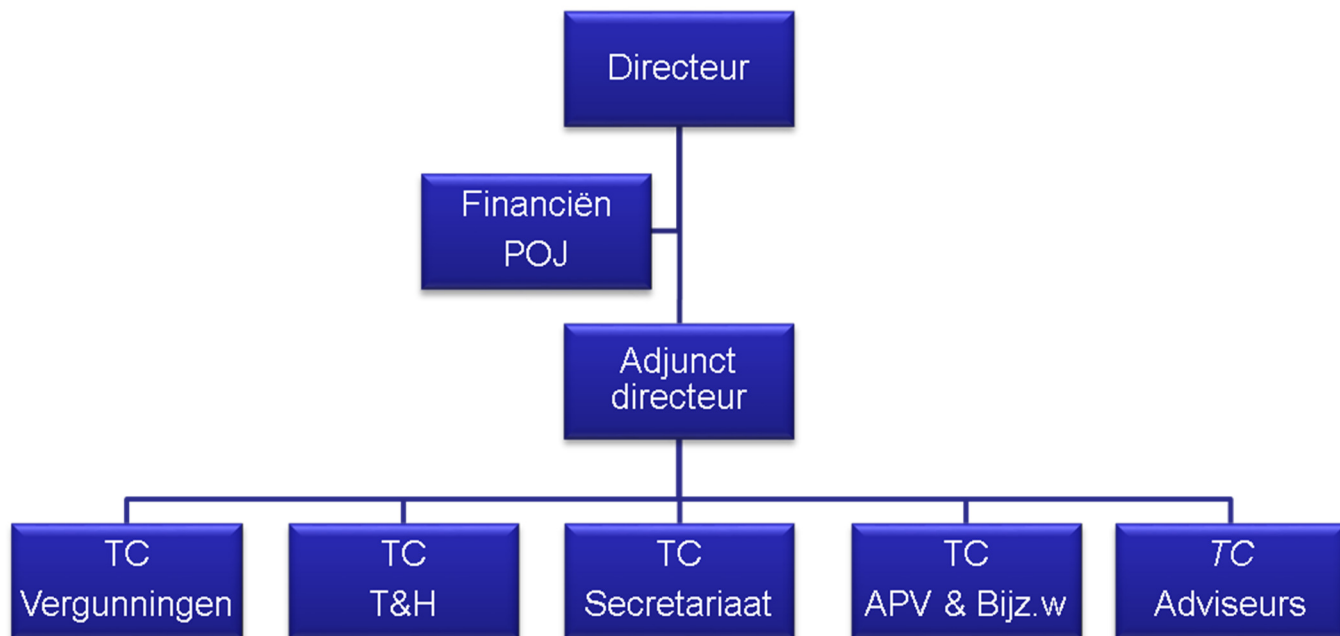 Directeur
Financiën
POJ
Adjunct
directeur
TC
Vergunningen
TC
T&H
TC
Secretariaat
TC
APV & Bijz.w
TC
Adviseurs